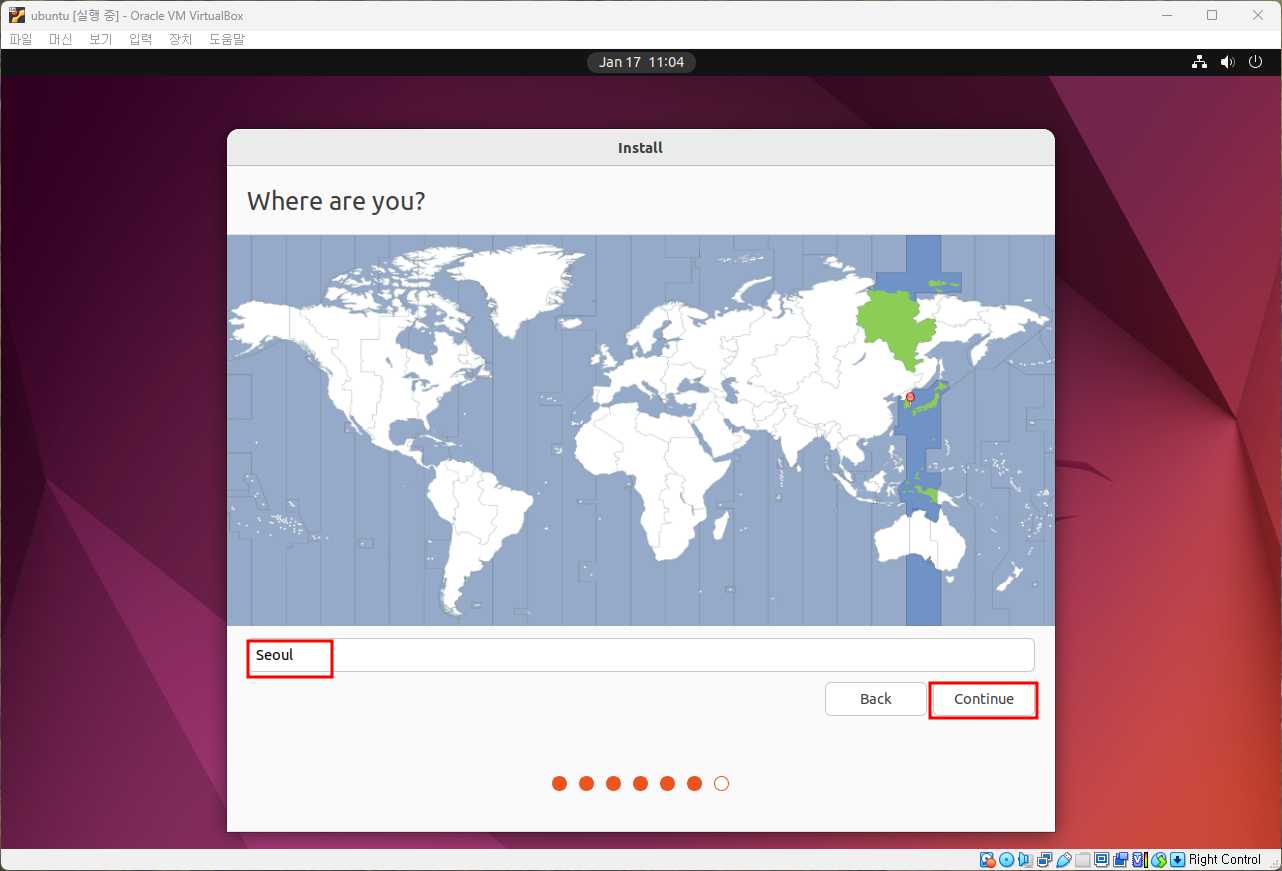 ubuntu [실행 중] - Oracle VM VirtualBox
파일 머신 보기 입력 장치 도움말
Jan 17 11:04
Install
Where are you?
Seoul
Back Continue
Right Control